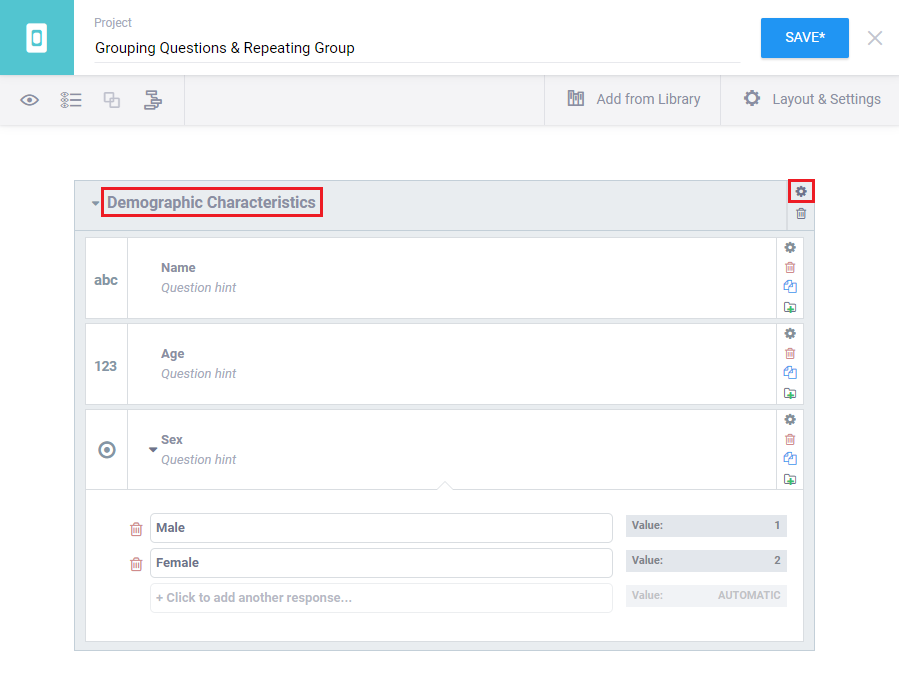 Project
Grouping Questions & Repeating Group
SAVE*
Add from Library
Layout & Settings
Demographic Characteristics
abc
Name
Question hint
123
Age
Question hint
Sex
Question hint
Male
Value: 1
Female
Value: 2
+ Click to add another response...
Value: AUTOMATIC